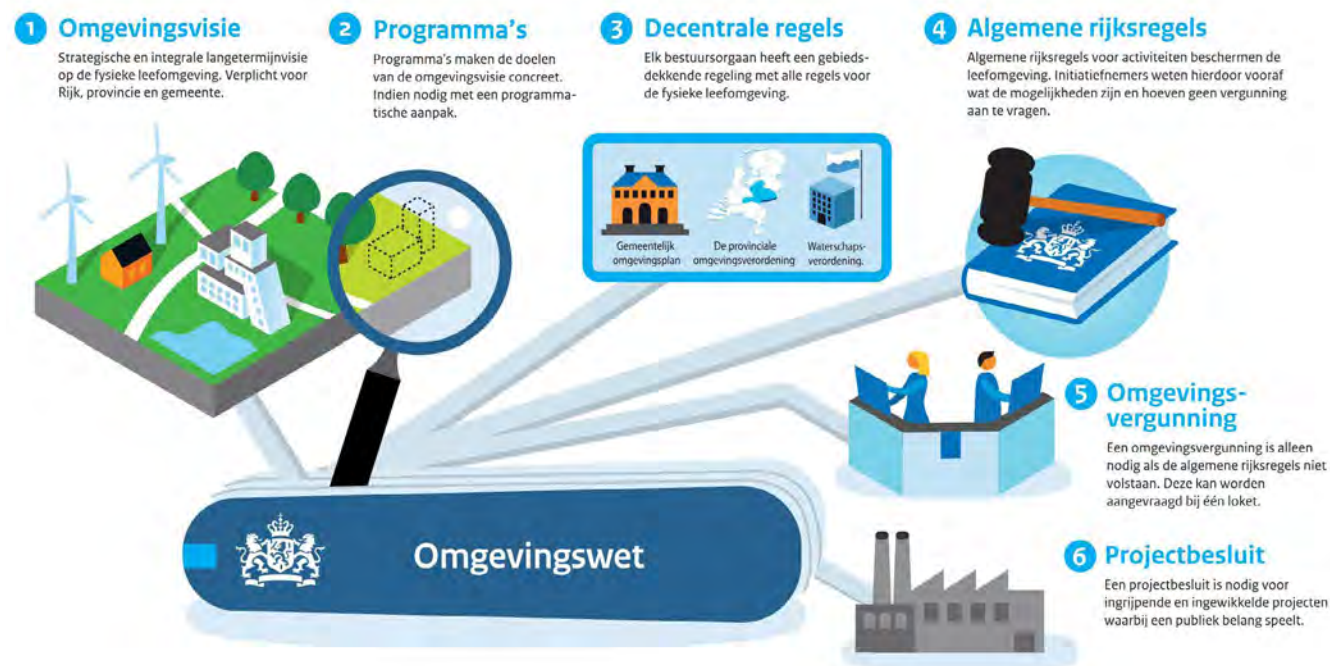 1 Omgevingsvisie
Strategische en integrale langetermijnvisie
op de fysieke leefomgeving. Verplicht voor
Rijk, provincie en gemeente.
2 Programma's
Programma's maken de doelen
van de omgevingsvisie concreet.
Indien nodig met een programma-
tische aanpak.
3 Decentrale regels
Elk bestuursorgaan heeft een gebieds-
dekkende regeling met alle regels voor
de fysieke leefomgeving.
Gemeentelijk
omgevingsplan
De provinciale
omgevingsverordening
Waterschaps-
verordening.
4 Algemene rijksregels
Algemene rijksregels voor activiteiten beschermen de
leefomgeving. Initiatiefnemers weten hierdoor vooraf
wat de mogelijkheden zijn en hoeven geen vergunning
aan te vragen.
5 Omgevings-
vergunning
Een omgevingsvergunning is alleen
nodig als de algemene rijksregels niet
volstaan. Deze kan worden
aangevraagd bij één loket.
6 Projectbesluit
Een projectbesluit is nodig voor
ingrijpende en ingewikkelde projecten
waarbij een publiek belang speelt.
Omgevingswet